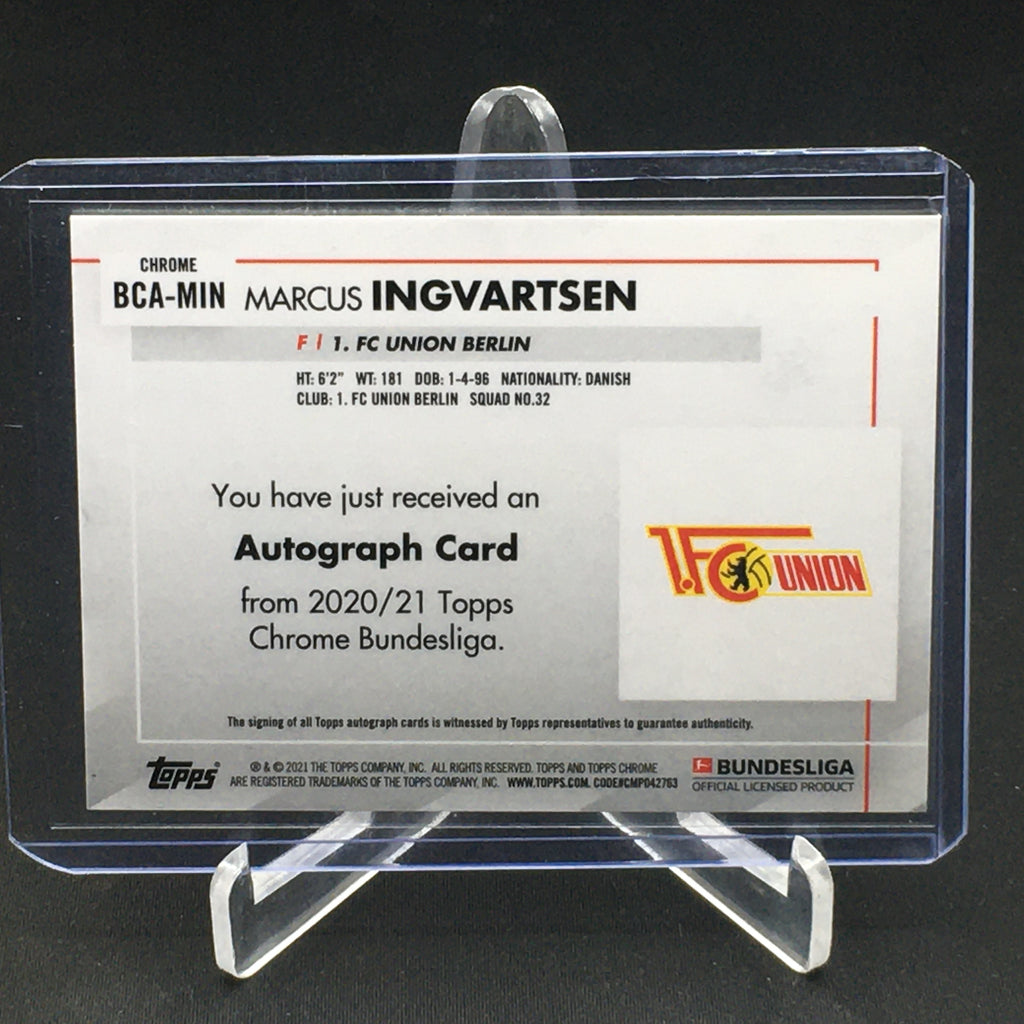 CHROME
BCA-MIN MARCUS INGVARTSEN
F / 1. FC UNION BERLIN
HT: 6'2" WT: 181 DOB: 1-4-96 NATIONALITY: DANISH
CLUB: 1. FC UNION BERLIN SQUAD NO.32
You have just received an
Autograph Card
from 2020/21 Topps
Chrome Bundesliga.
1.FC UNION
The signing of all Topps autograph cards is witnessed by Topps representatives to guarantee authenticity.
Topps®
® & © 2021 THE TOPPS COMPANY, INC. ALL RIGHTS RESERVED. TOPPS AND TOPPS CHROME
ARE REGISTERED TRADEMARKS OF THE TOPPS COMPANY, INC. WWW.TOPPS.COM. CODE#CMP042763
BUNDESLIGA
OFFICIAL LICENSED PRODUCT